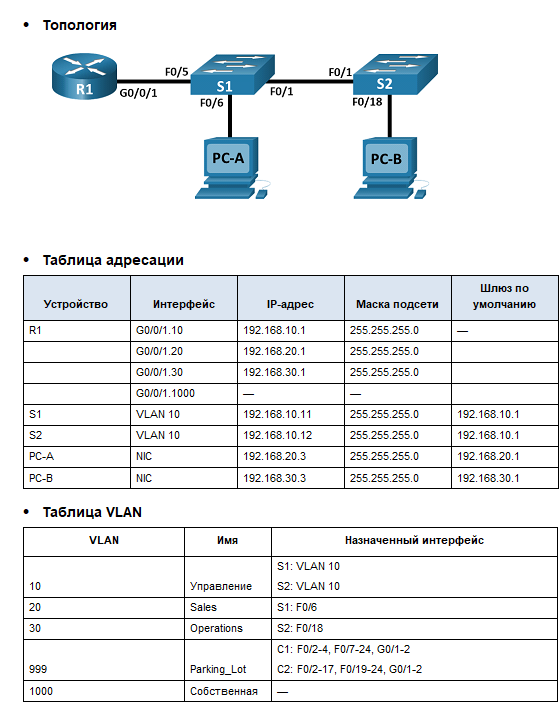 • Топология
F0/5
F0/1
R1
G0/0/1
S1
F0/6
F0/1
S2
F0/18
PC-A
PC-B
• Таблица адресации
Устройство Интерфейс IP-адрес Маска подсети Шлюз по умолчанию
R1 G0/0/1.10 192.168.10.1 255.255.255.0 —
G0/0/1.20 192.168.20.1 255.255.255.0
G0/0/1.30 192.168.30.1 255.255.255.0
G0/0/1.1000 — —
S1 VLAN 10 192.168.10.11 255.255.255.0 192.168.10.1
S2 VLAN 10 192.168.10.12 255.255.255.0 192.168.10.1
PC-A NIC 192.168.20.3 255.255.255.0 192.168.20.1
PC-B NIC 192.168.30.3 255.255.255.0 192.168.30.1
• Таблица VLAN
VLAN Имя Назначенный интерфейс
S1: VLAN 10
10 Управление S2: VLAN 10
20 Sales S1: F0/6
30 Operations S2: F0/18
C1: F0/2-4, F0/7-24, G0/1-2
999 Parking_Lot C2: F0/2-17, F0/19-24, G0/1-2
1000 Собственная —